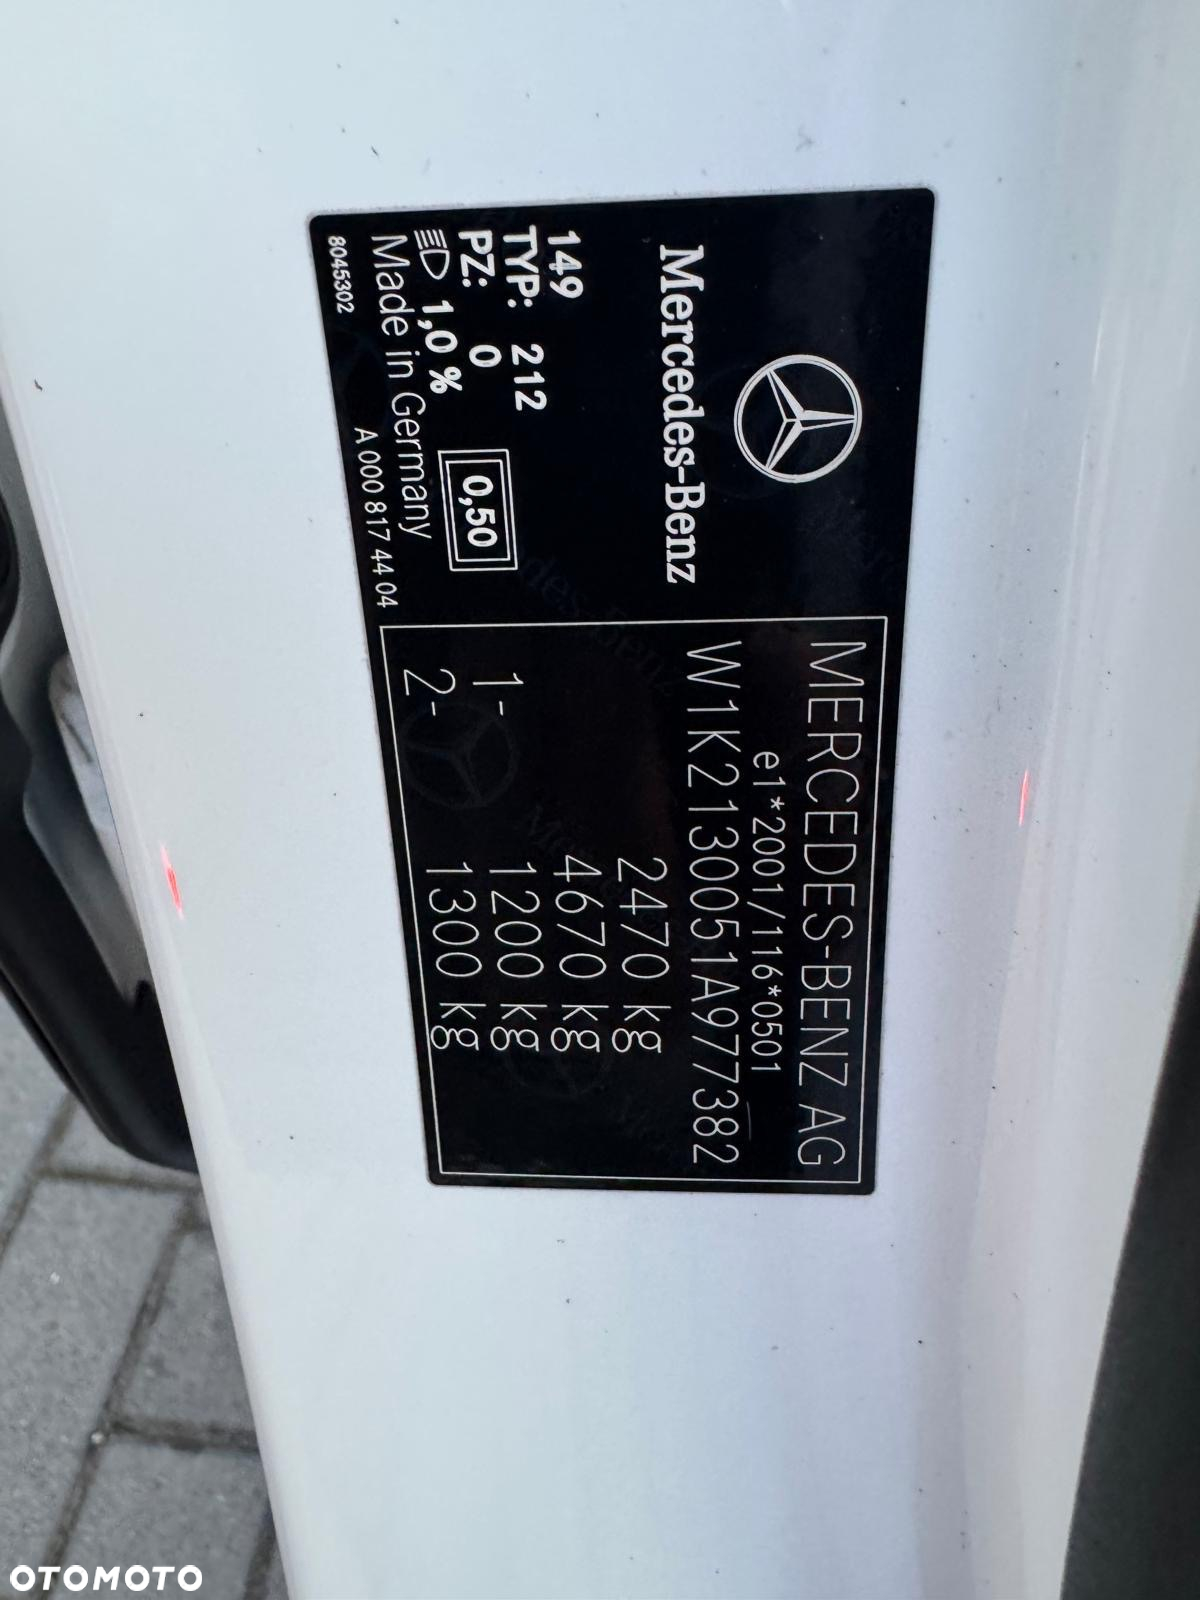 Mercedes-Benz
149
TYP: 212
PZ: 0
1,0 %
0,50
Made in Germany
8045302
A 000 817 44 04
MERCEDES-BENZ AG
e1*2001/116*0501
W1K2130051A977382
2470 kg
4670 kg
1- 1200 kg
2- 1300 kg
OTOMOTO